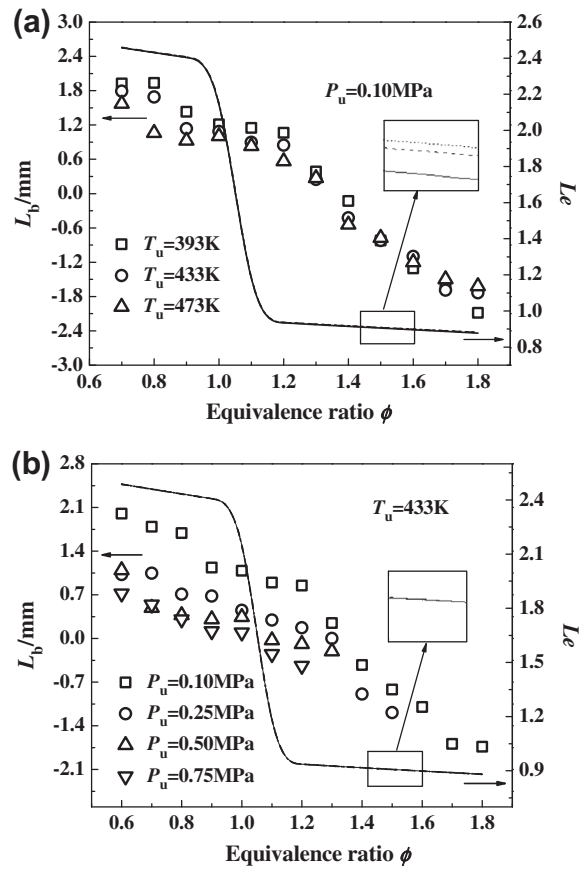 (a)
3.0
2.4
1.8
1.2
0.6
0.0
-0.6
-1.2
-1.8
-2.4
-3.0
L_b/mm
P_u=0.10MPa
T_u=393K
T_u=433K
T_u=473K
2.6
2.4
2.2
2.0
1.8
1.6
1.4
1.2
1.0
0.8
Le
0.6 0.8 1.0 1.2 1.4 1.6 1.8
Equivalence ratio ϕ
(b)
2.8
2.1
1.4
0.7
0.0
-0.7
-1.4
-2.1
L_b/mm
T_u=433K
P_u=0.10MPa
P_u=0.25MPa
P_u=0.50MPa
P_u=0.75MPa
2.4
2.1
1.8
1.5
1.2
0.9
Le
0.6 0.8 1.0 1.2 1.4 1.6 1.8
Equivalence ratio ϕ